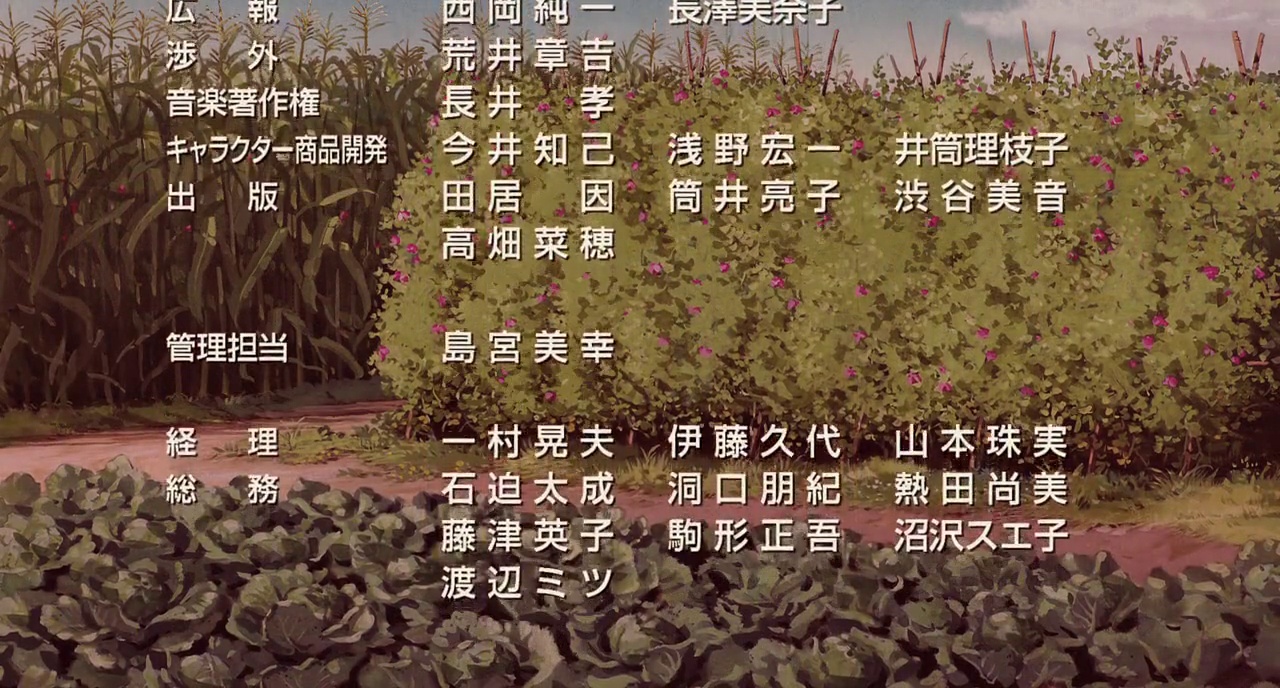 広報 西岡純一 長澤美奈子
渉外 荒井章吉
音楽著作権 長井孝
キャラクター商品開発 今井知己 浅野宏一 井筒理枝子
出版 田居因 筒井亮子 渋谷美音
高畑菜穂
管理担当 島宮美幸
経理 一村晃夫 伊藤久代 山本珠実
総務 石迫太成 洞口朋紀 熱田尚美
藤津英子 駒形正吾 沼沢スエ子
渡辺ミツ